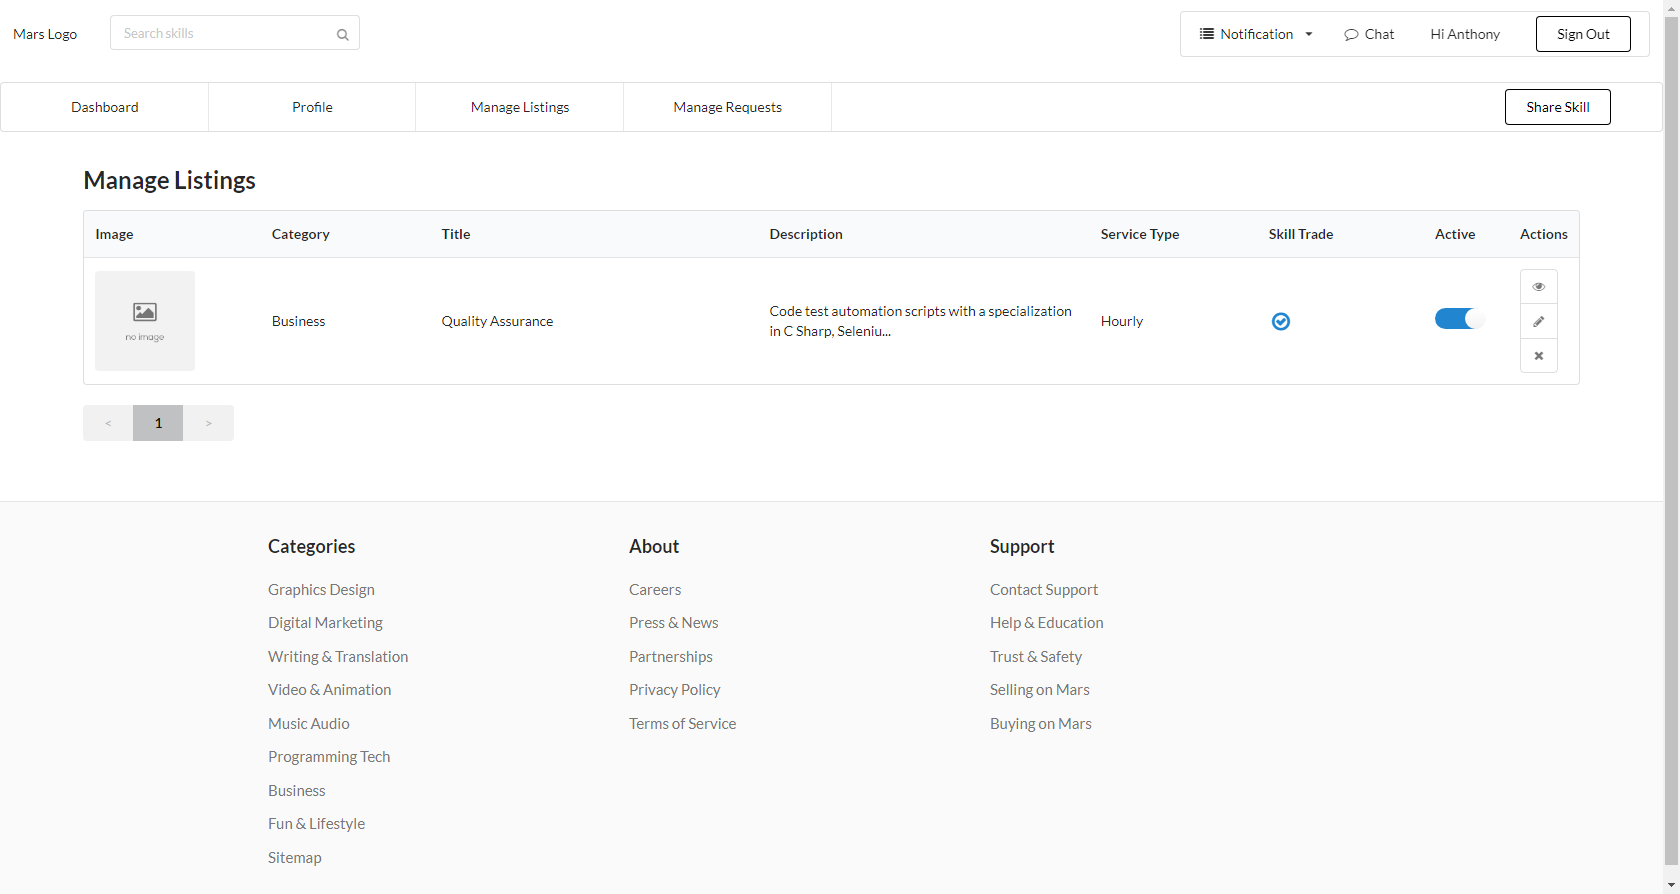 Mars Logo
Search skills
Notification
Chat
Hi Anthony
Sign Out
Dashboard
Profile
Manage Listings
Manage Requests
Share Skill
Manage Listings
Image
Category
Title
Description
Service Type
Skill Trade
Active
Actions
no image
Business
Quality Assurance
Code test automation scripts with a specialization
in C Sharp, Seleniu...
Hourly
< 1 >
Categories
Graphics Design
Digital Marketing
Writing & Translation
Video & Animation
Music Audio
Programming Tech
Business
Fun & Lifestyle
Sitemap
About
Careers
Press & News
Partnerships
Privacy Policy
Terms of Service
Support
Contact Support
Help & Education
Trust & Safety
Selling on Mars
Buying on Mars